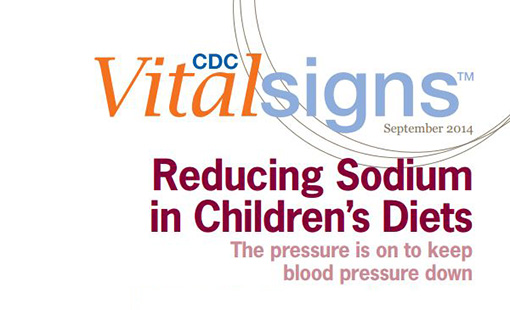 CDC
Vitalsigns™
September 2014
Reducing Sodium
in Children's Diets
The pressure is on to keep
blood pressure down